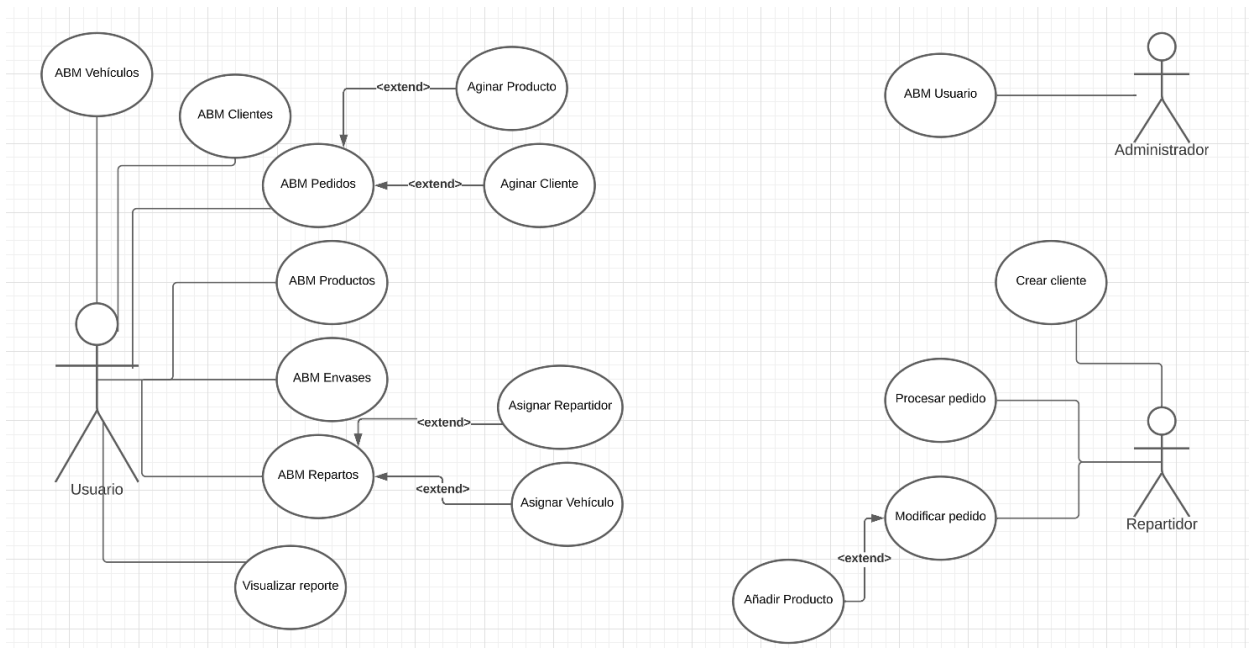 ABM Vehículos
ABM Clientes
<extend>
Aginar Producto
ABM Pedidos
<extend>
Aginar Cliente
ABM Productos
ABM Envases
Asignar Repartidor
<extend>
ABM Repartos
<extend>
Asignar Vehículo
Usuario
Visualizar reporte
ABM Usuario
Administrador
Crear cliente
Procesar pedido
Modificar pedido
Repartidor
<extend>
Añadir Producto